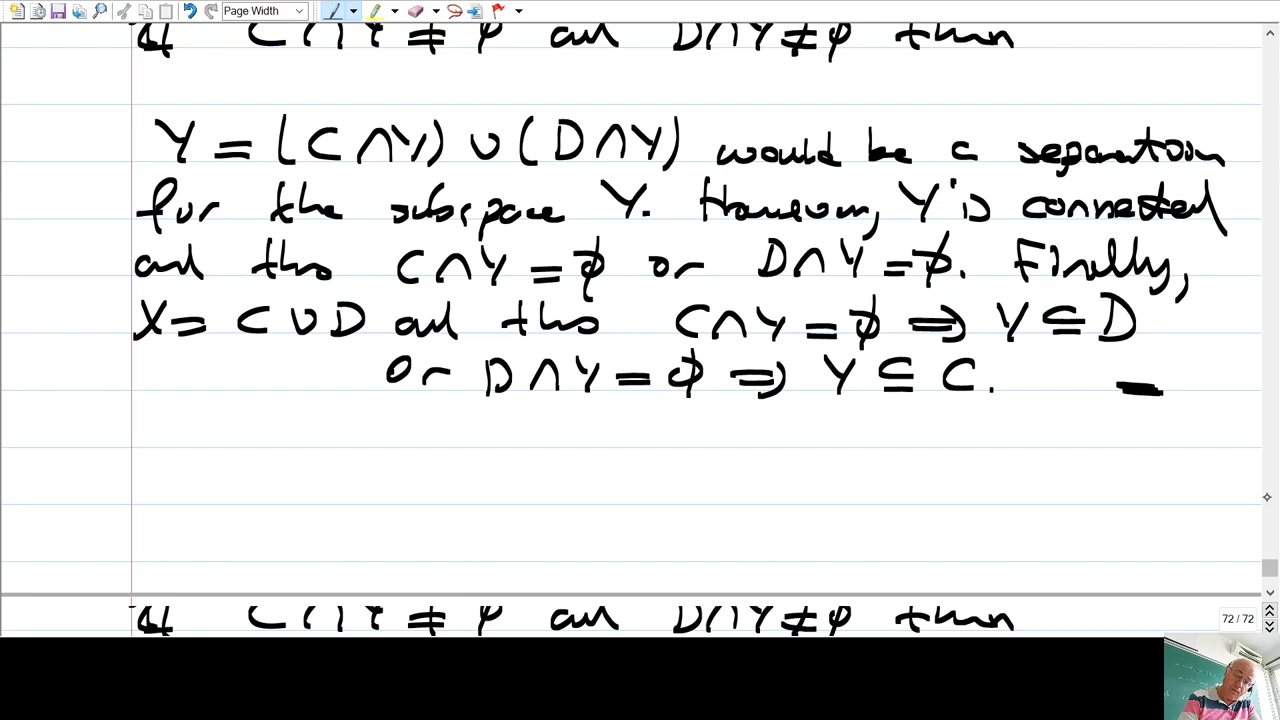 Page Width
If C ∩ Y ≠ φ and D ∩ Y ≠ φ then
Y = (C ∩ Y) ∪ (D ∩ Y) would be a separation
for the subspace Y. However, Y is connected
and thus C ∩ Y = φ or D ∩ Y = φ. Finally,
X = C ∪ D and thus C ∩ Y = φ ⇒ Y ⊆ D
or D ∩ Y = φ ⇒ Y ⊆ C.
If C ∩ Y ≠ φ and D ∩ Y ≠ φ then
72 / 72